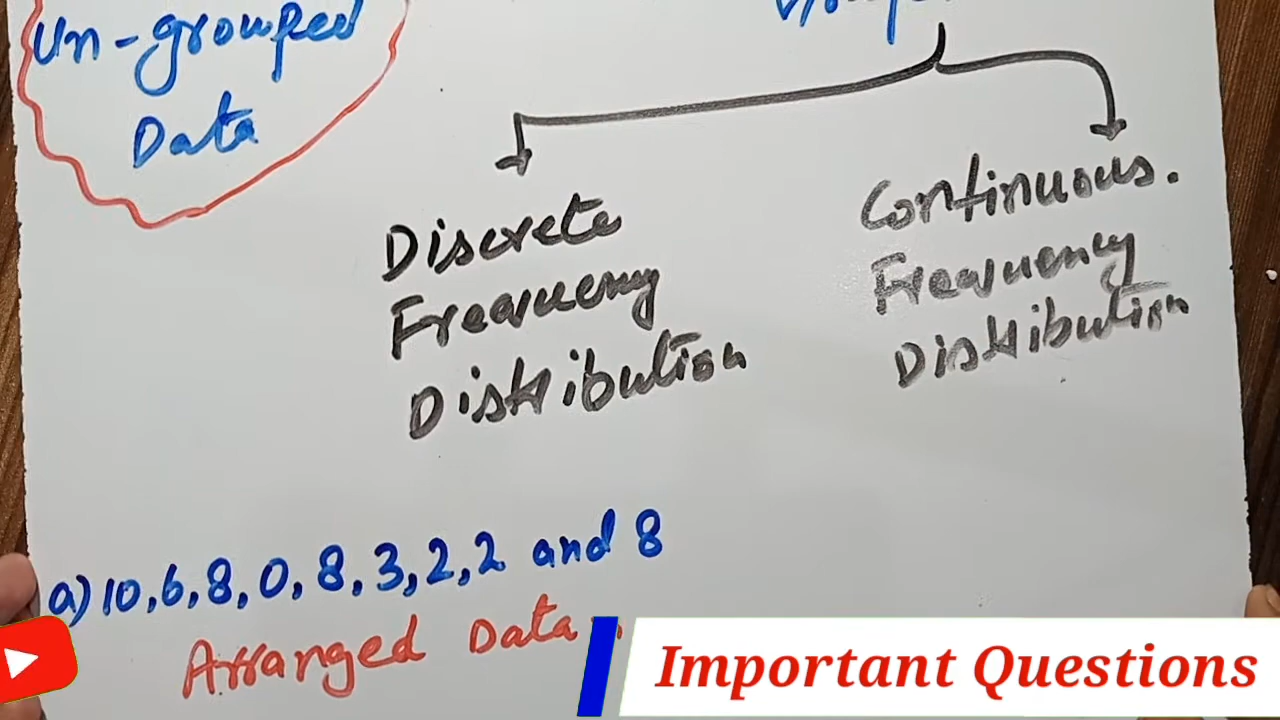 Un-grouped
Data
Discrete
Frequency
Distribution
Continuous.
Frequency
Distribution
a) 10, 6, 8, 0, 8, 3, 2, 2 and 8
Arranged Data
Important Questions